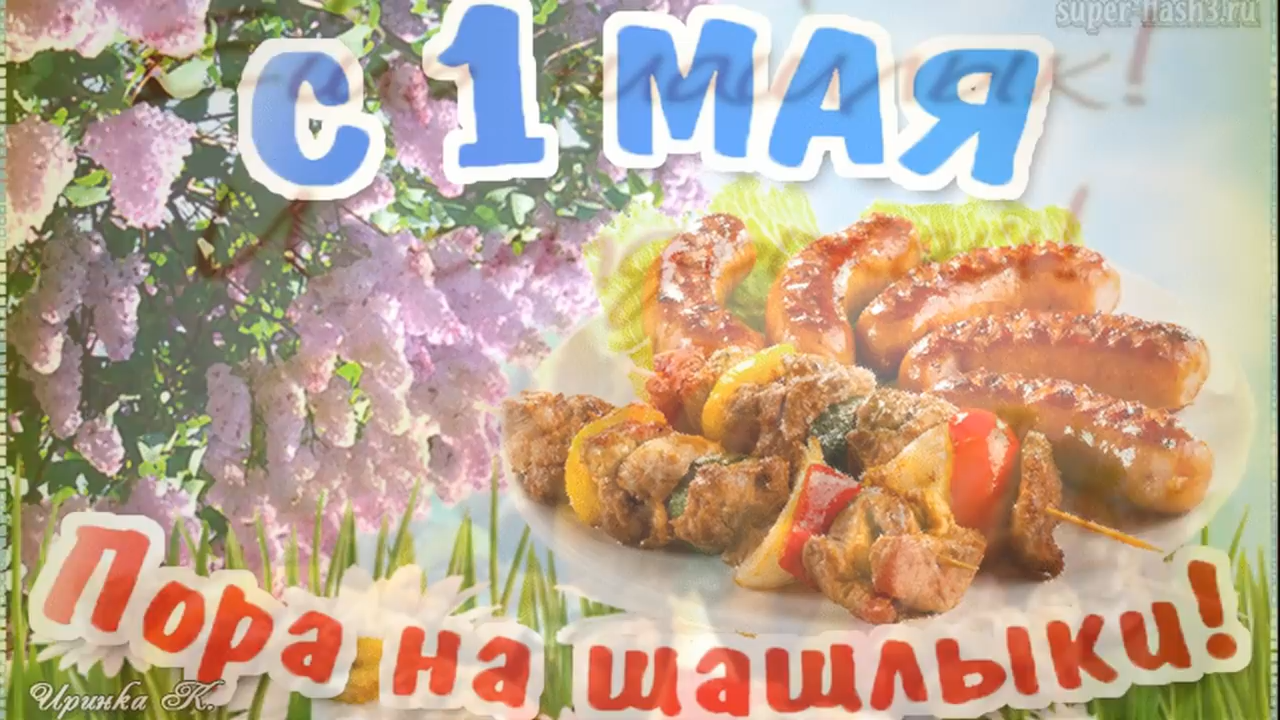 super-flash3.ru
С 1 МАЯ
Пора на шашлыки!
Иринка К.